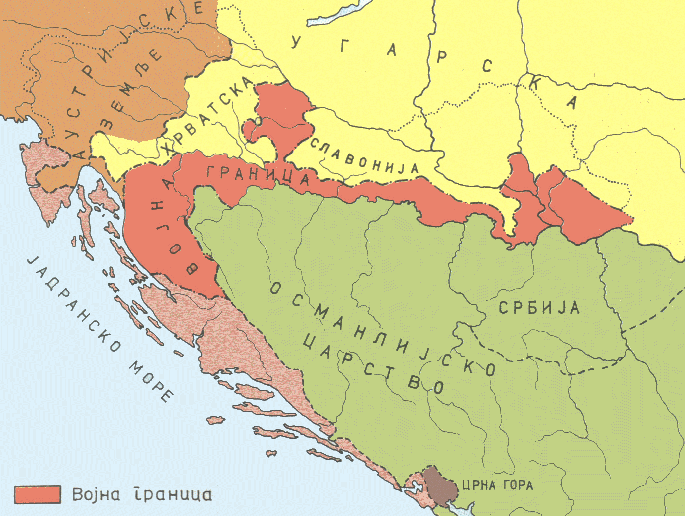 АУСТРИЈСКЕ
ЗЕМЉЕ
УГАРСКА
ХРВАТСКА
СЛАВОНИЈА
ВОЈНА
ГРАНИЦА
ЈАДРАНСКО МОРЕ
ОСМАНЛИЈСКО
ЦАРСТВО
СРБИЈА
ЦРНА ГОРА
Војна граница